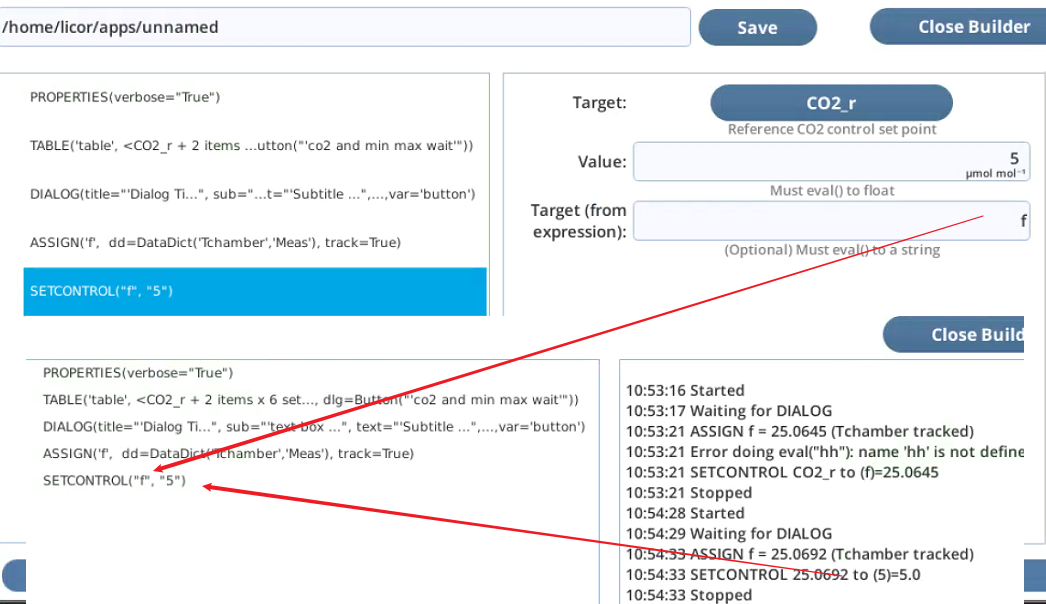 /home/licor/apps/unnamed
Save
Close Builder
PROPERTIES(verbose="True")
TABLE('table', <CO2_r + 2 items ...utton("'co2 and min max wait'"))
DIALOG(title="'Dialog Ti...", sub="...t="'Subtitle ...",...,var='button')
ASSIGN('f',  dd=DataDict('Tchamber','Meas'), track=True)
SETCONTROL("f", "5")
Target:
CO2_r
Reference CO2 control set point
Value:
5
µmol mol⁻¹
Must eval() to float
Target (from
expression):
f
(Optional) Must eval() to a string
Close Build
PROPERTIES(verbose="True")
TABLE('table', <CO2_r + 2 items x 6 set..., dlg=Button("'co2 and min max wait'"))
DIALOG(title="'Dialog Ti...", sub="'text box ...", text="'Subtitle ...",...,var='button')
ASSIGN('f',  dd=DataDict('Tchamber','Meas'), track=True)
SETCONTROL("f", "5")
10:53:16 Started
10:53:17 Waiting for DIALOG
10:53:21 ASSIGN f = 25.0645 (Tchamber tracked)
10:53:21 Error doing eval("hh"): name 'hh' is not define
10:53:21 SETCONTROL CO2_r to (f)=25.0645
10:53:21 Stopped
10:54:28 Started
10:54:29 Waiting for DIALOG
10:54:33 ASSIGN f = 25.0692 (Tchamber tracked)
10:54:33 SETCONTROL 25.0692 to (5)=5.0
10:54:33 Stopped